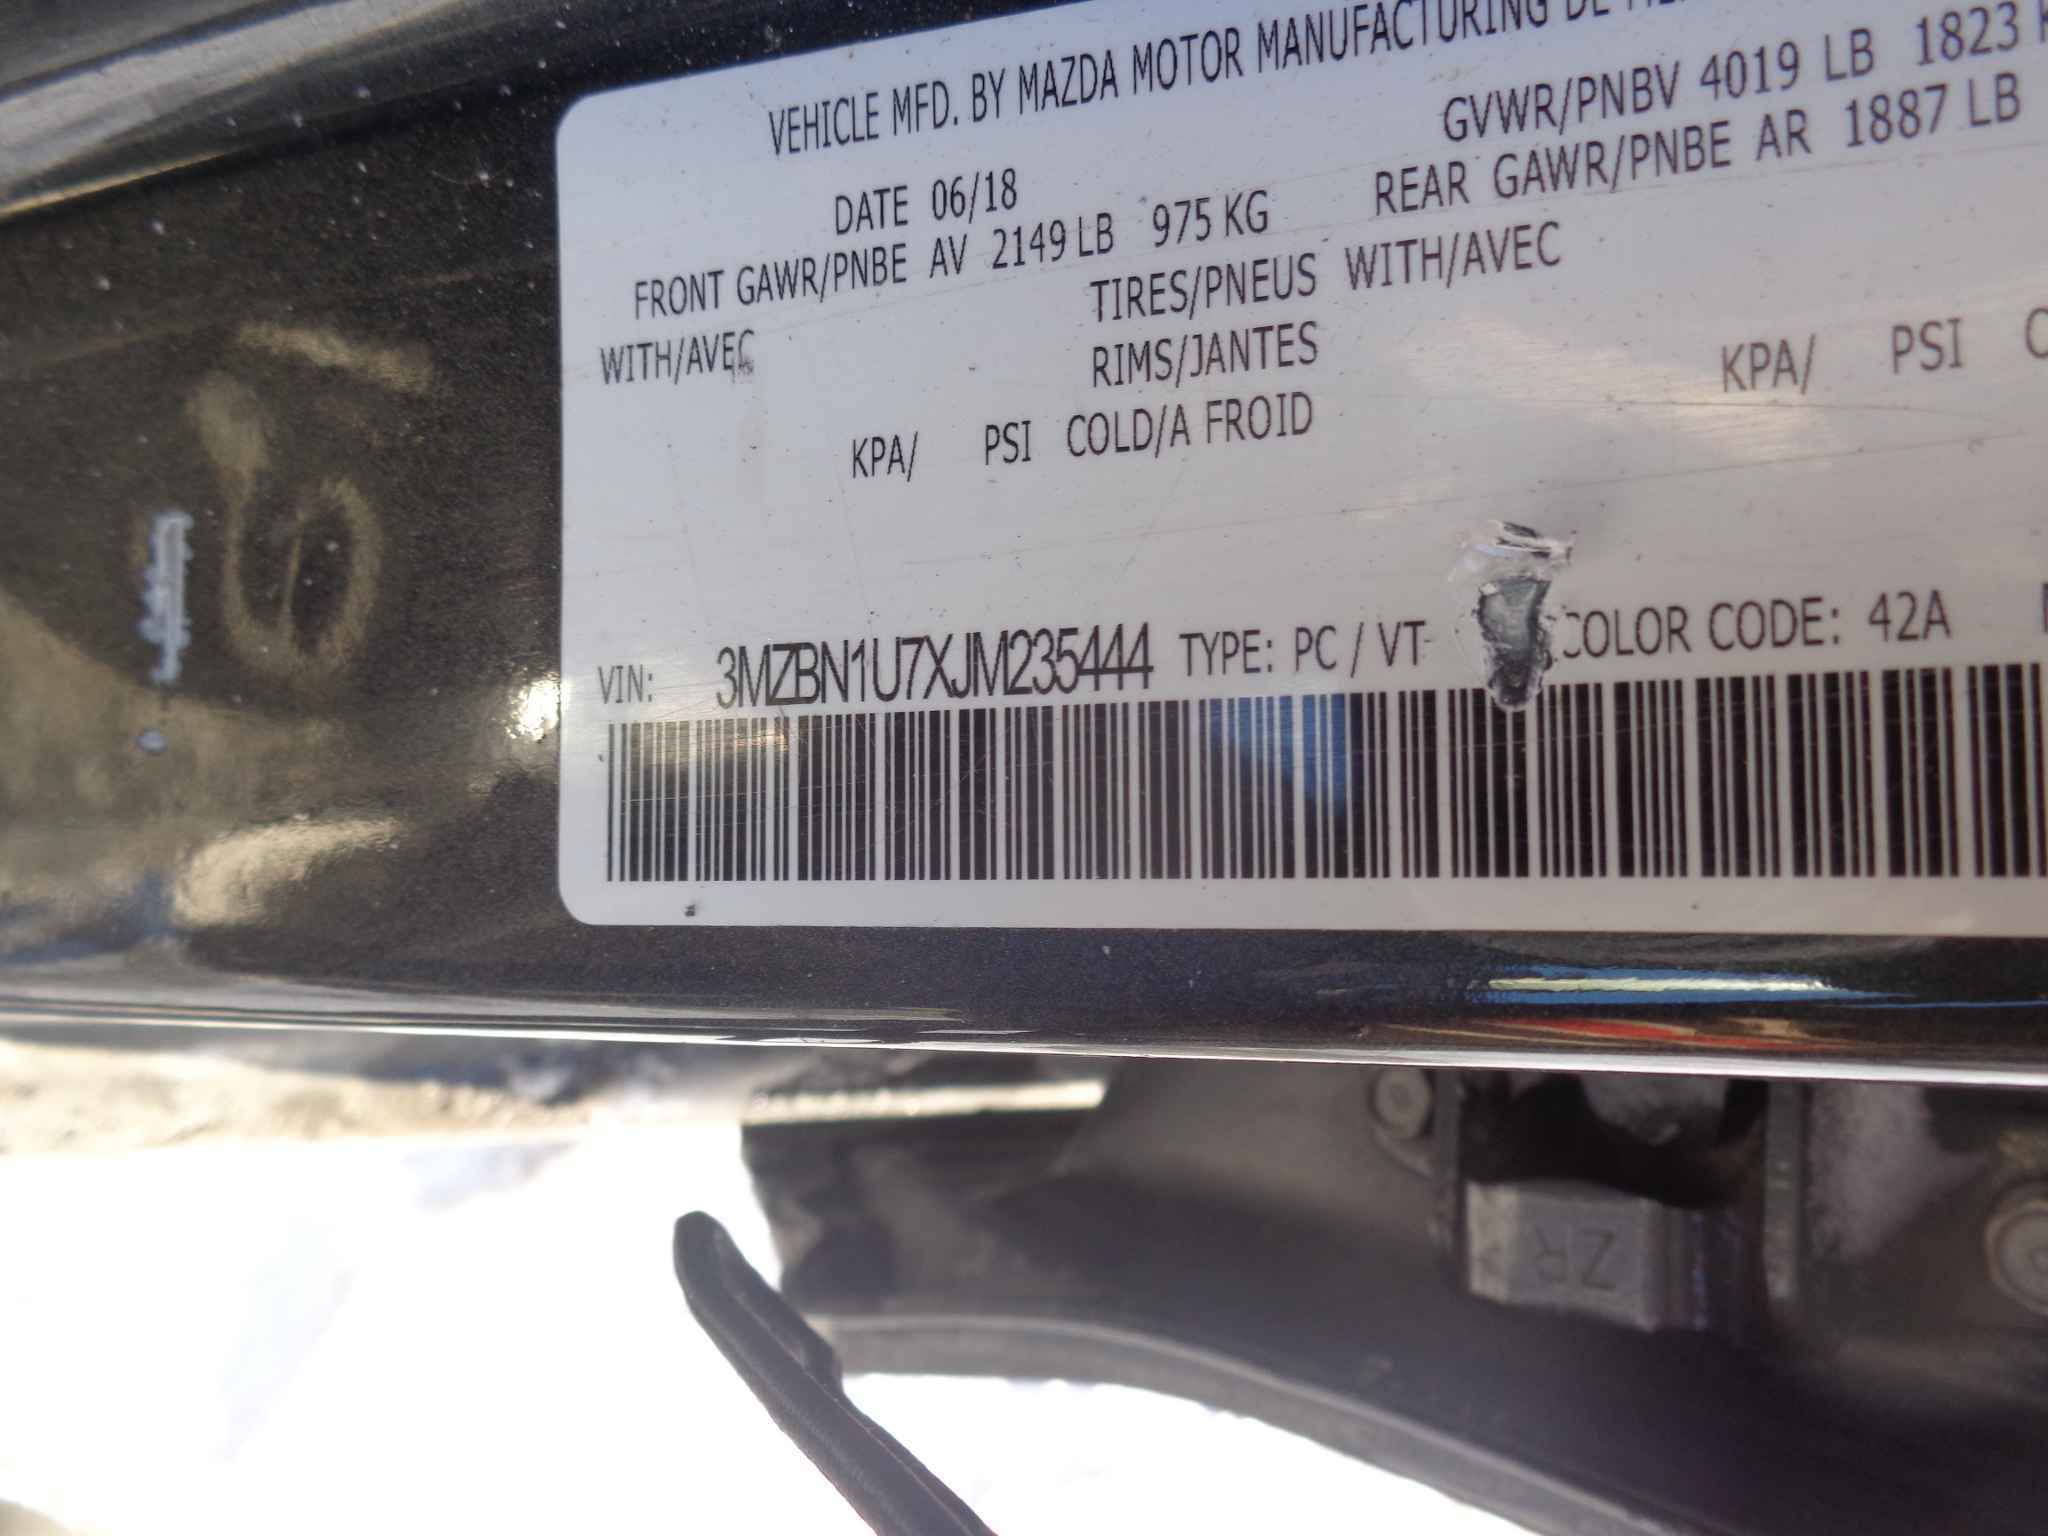 VEHICLE MFD. BY MAZDA MOTOR MANUFACTURING DE
DATE 06/18
GVWR/PNBV 4019 LB 1823
FRONT GAWR/PNBE AV 2149 LB 975 KG
REAR GAWR/PNBE AR 1887 LB
WITH/AVEC
TIRES/PNEUS WITH/AVEC
RIMS/JANTES
KPA/ PSI COLD/A FROID
KPA/ PSI
VIN: 3MZBN1U7XJM235444 TYPE: PC / VT COLOR CODE: 42A
ZR